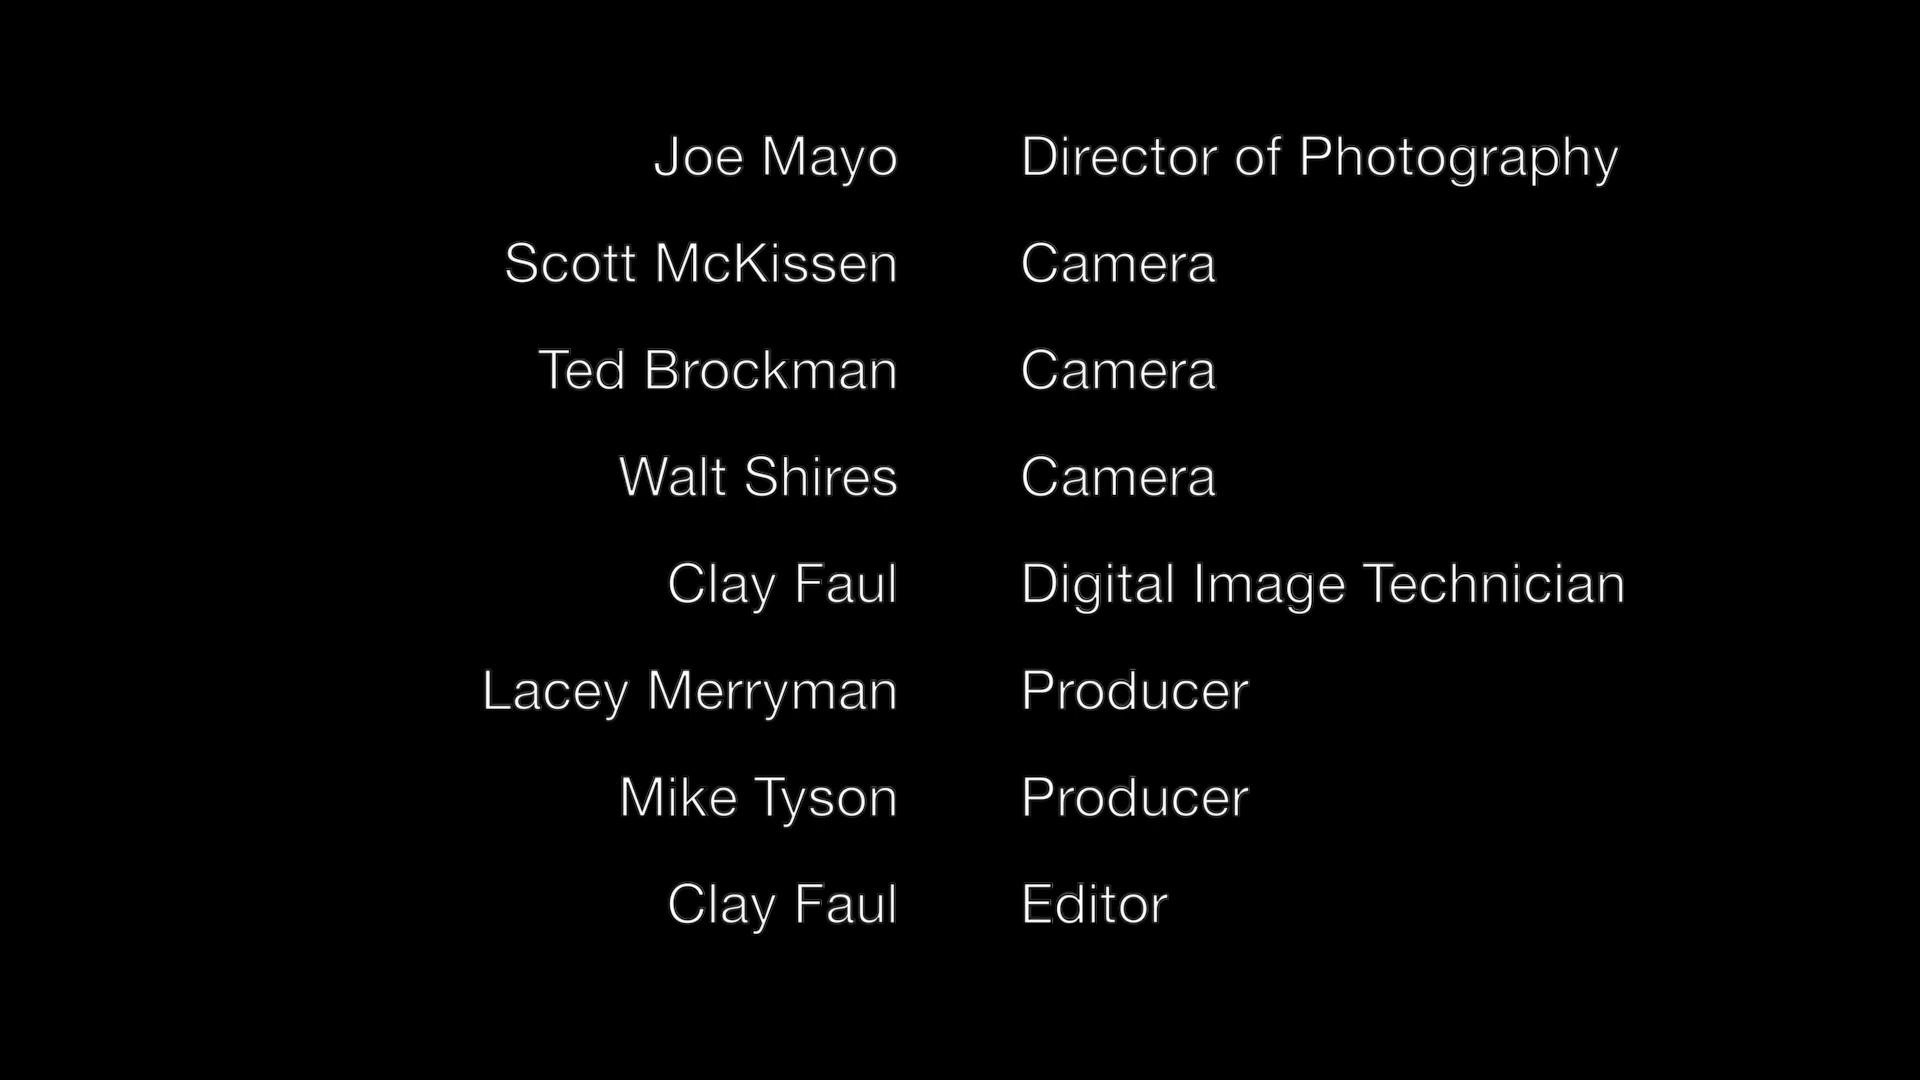 Joe Mayo Director of Photography
Scott McKissen Camera
Ted Brockman Camera
Walt Shires Camera
Clay Faul Digital Image Technician
Lacey Merryman Producer
Mike Tyson Producer
Clay Faul Editor